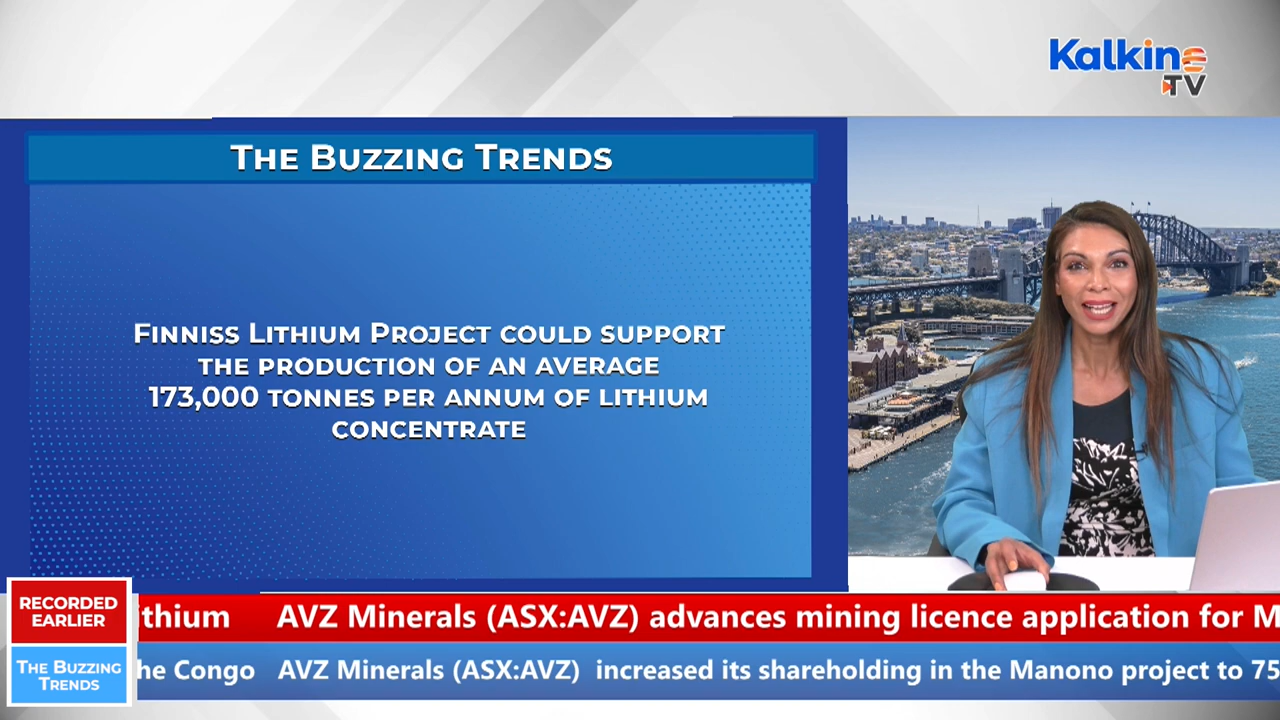 Kalkine
TV
THE BUZZING TRENDS
FINNISS LITHIUM PROJECT COULD SUPPORT
THE PRODUCTION OF AN AVERAGE
173,000 TONNES PER ANNUM OF LITHIUM
CONCENTRATE
RECORDED
EARLIER
AVZ Minerals (ASX:AVZ) advances mining licence application for
THE BUZZING
TRENDS
Congo AVZ Minerals (ASX:AVZ) increased its shareholding in the Manono project to 75